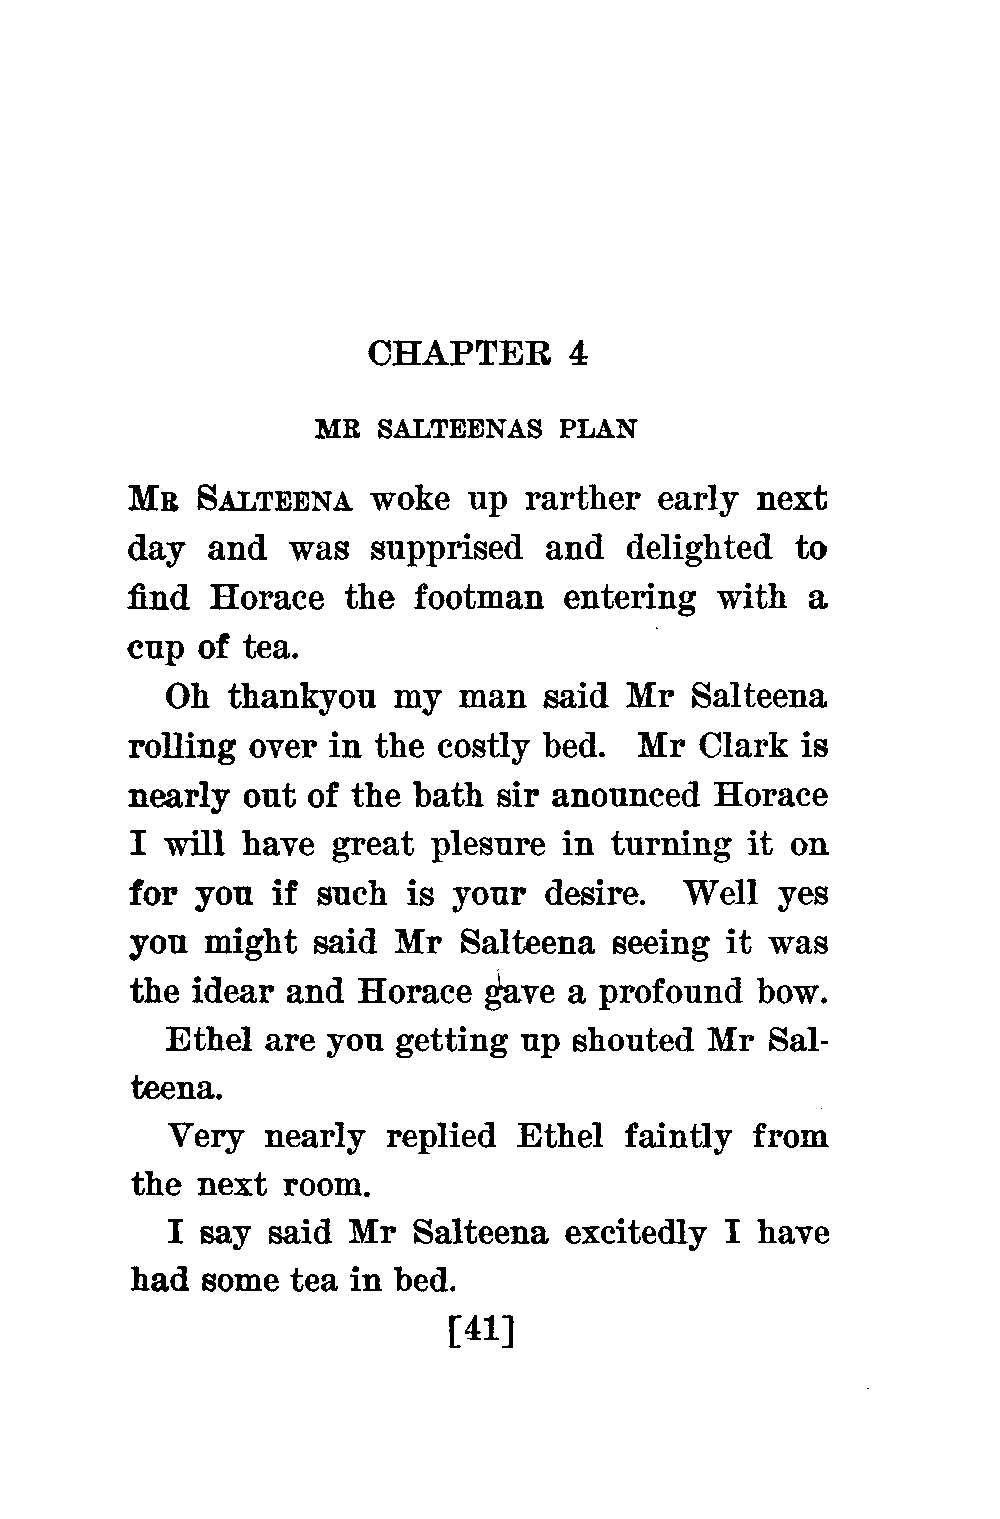 CHAPTER 4
MR SALTEENAS PLAN
MR SALTEENA woke up rarther early next
day and was supprised and delighted to
find Horace the footman entering with a
cup of tea.
Oh thankyou my man said Mr Salteena
rolling over in the costly bed. Mr Clark is
nearly out of the bath sir anounced Horace
I will have great plesure in turning it on
for you if such is your desire. Well yes
you might said Mr Salteena seeing it was
the idear and Horace gave a profound bow.
Ethel are you getting up shouted Mr Sal-
teena.
Very nearly replied Ethel faintly from
the next room.
I say said Mr Salteena excitedly I have
had some tea in bed.
[41]